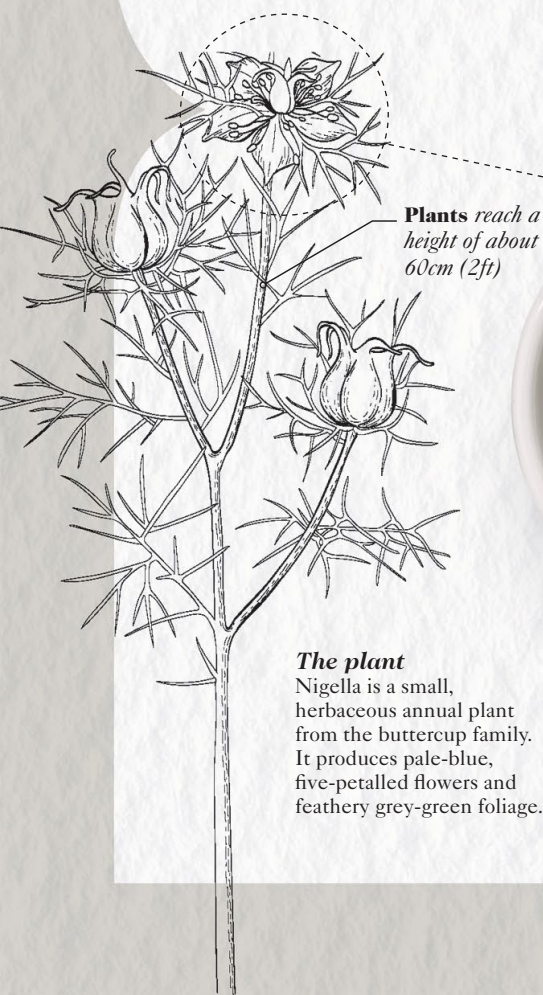 Plants reach a
height of about
60cm (2ft)
The plant
Nigella is a small,
herbaceous annual plant
from the buttercup family.
It produces pale-blue,
five-petalled flowers and
feathery grey-green foliage.